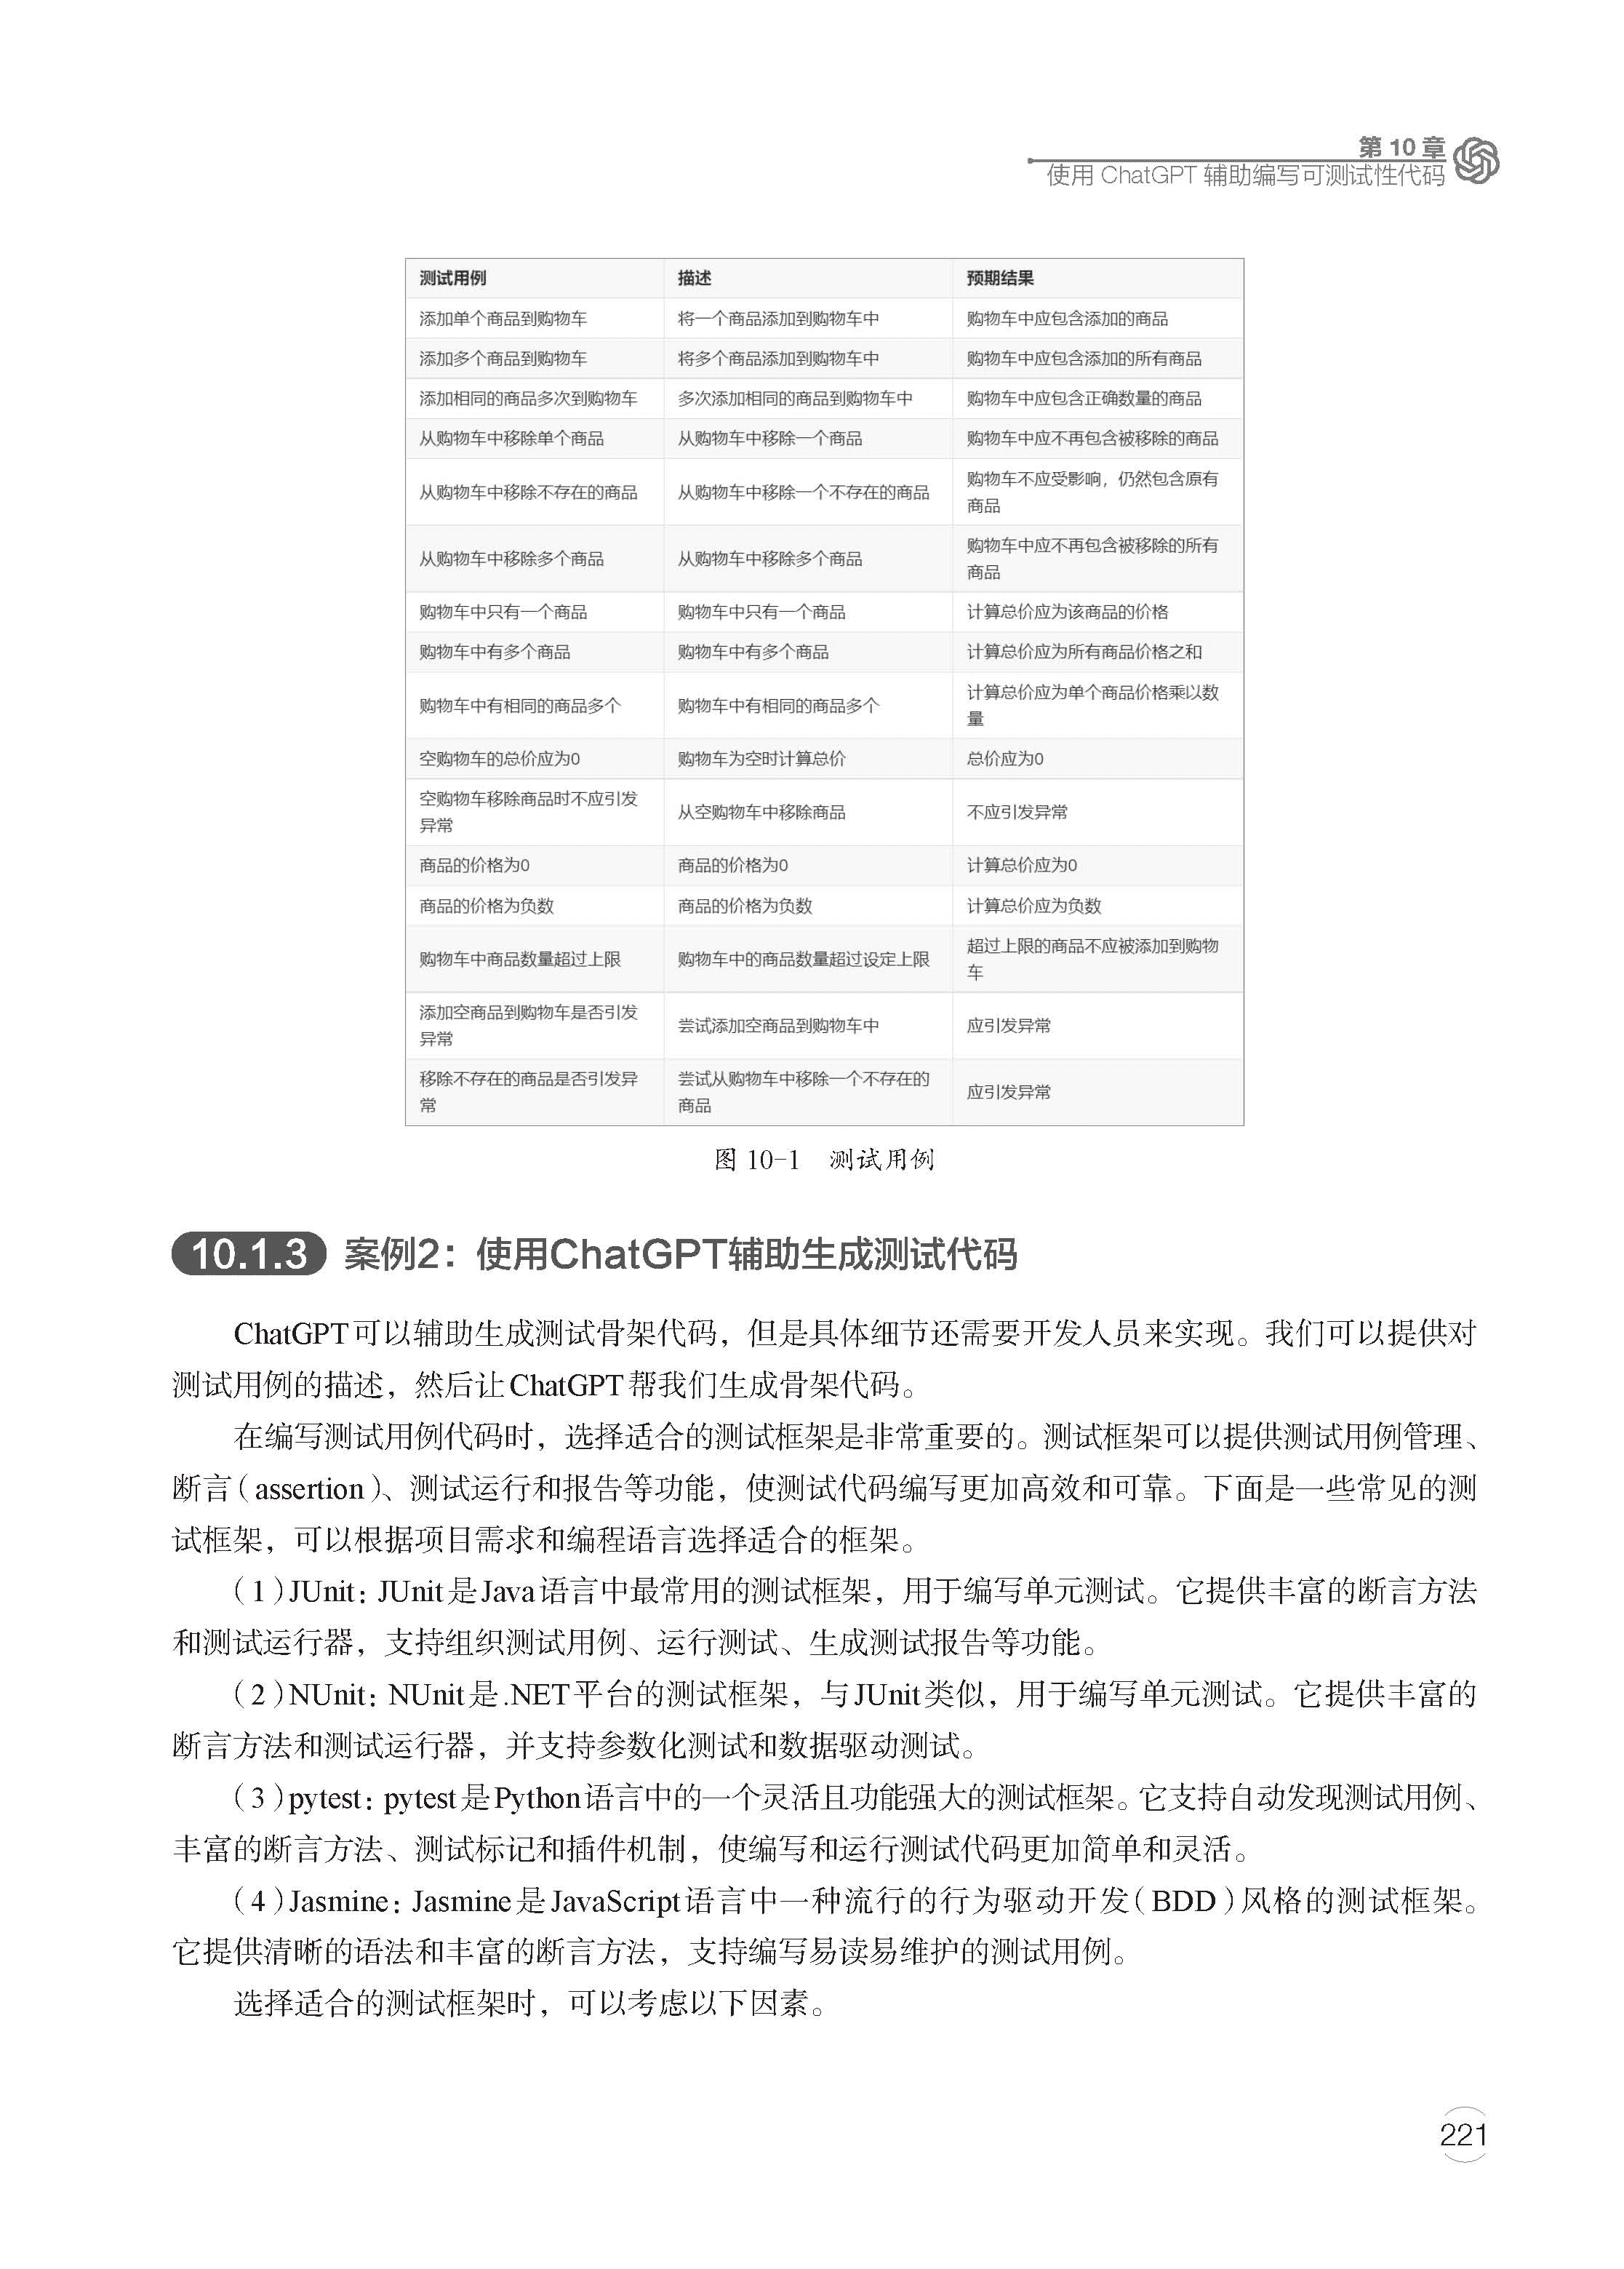 第 10 章
使用 ChatGPT 辅助编写可测试性代码
测试用例 描述 预期结果
添加单个商品到购物车 将一个商品添加到购物车中 购物车中应包含添加的商品
添加多个商品到购物车 将多个商品添加到购物车中 购物车中应包含添加的所有商品
添加相同的商品多次到购物车 多次添加相同的商品到购物车中 购物车中应包含正确数量的商品
从购物车中移除单个商品 从购物车中移除一个商品 购物车中应不再包含被移除的商品
从购物车中移除不存在的商品 从购物车中移除一个不存在的商品 购物车不应受影响，仍然包含原有
商品
从购物车中移除多个商品 从购物车中移除多个商品 购物车中应不再包含被移除的所有
商品
购物车中只有一个商品 购物车中只有一个商品 计算总价应为该商品的价格
购物车中有多个商品 购物车中有多个商品 计算总价应为所有商品价格之和
购物车中有相同的商品多个 购物车中有相同的商品多个 计算总价应为单个商品价格乘以数
量
空购物车的总价应为0 购物车为空时计算总价 总价应为0
空购物车移除商品时不应引发
异常 从空购物车中移除商品 不应引发异常
商品的价格为0 商品的价格为0 计算总价应为0
商品的价格为负数 商品的价格为负数 计算总价应为负数
购物车中商品数量超过上限 购物车中的商品数量超过设定上限 超过上限的商品不应被添加到购物
车
添加空商品到购物车是否引发
异常 尝试添加空商品到购物车中 应引发异常
移除不存在的商品是否引发异
常 尝试从购物车中移除一个不存在的
商品 应引发异常
图 10-1 测试用例
10.1.3 案例2：使用ChatGPT辅助生成测试代码
ChatGPT可以辅助生成测试骨架代码，但是具体细节还需要开发人员来实现。我们可以提供对
测试用例的描述，然后让ChatGPT帮我们生成骨架代码。
在编写测试用例代码时，选择适合的测试框架是非常重要的。测试框架可以提供测试用例管理、
断言（assertion）、测试运行和报告等功能，使测试代码编写更加高效和可靠。下面是一些常见的测
试框架，可以根据项目需求和编程语言选择适合的框架。
（1）JUnit：JUnit是Java语言中最常用的测试框架，用于编写单元测试。它提供丰富的断言方法
和测试运行器，支持组织测试用例、运行测试、生成测试报告等功能。
（2）NUnit：NUnit是.NET平台的测试框架，与JUnit类似，用于编写单元测试。它提供丰富的
断言方法和测试运行器，并支持参数化测试和数据驱动测试。
（3）pytest：pytest是Python语言中的一个灵活且功能强大的测试框架。它支持自动发现测试用例、
丰富的断言方法、测试标记和插件机制，使编写和运行测试代码更加简单和灵活。
（4）Jasmine：Jasmine是JavaScript语言中一种流行的行为驱动开发（BDD）风格的测试框架。
它提供清晰的语法和丰富的断言方法，支持编写易读易维护的测试用例。
选择适合的测试框架时，可以考虑以下因素。
221